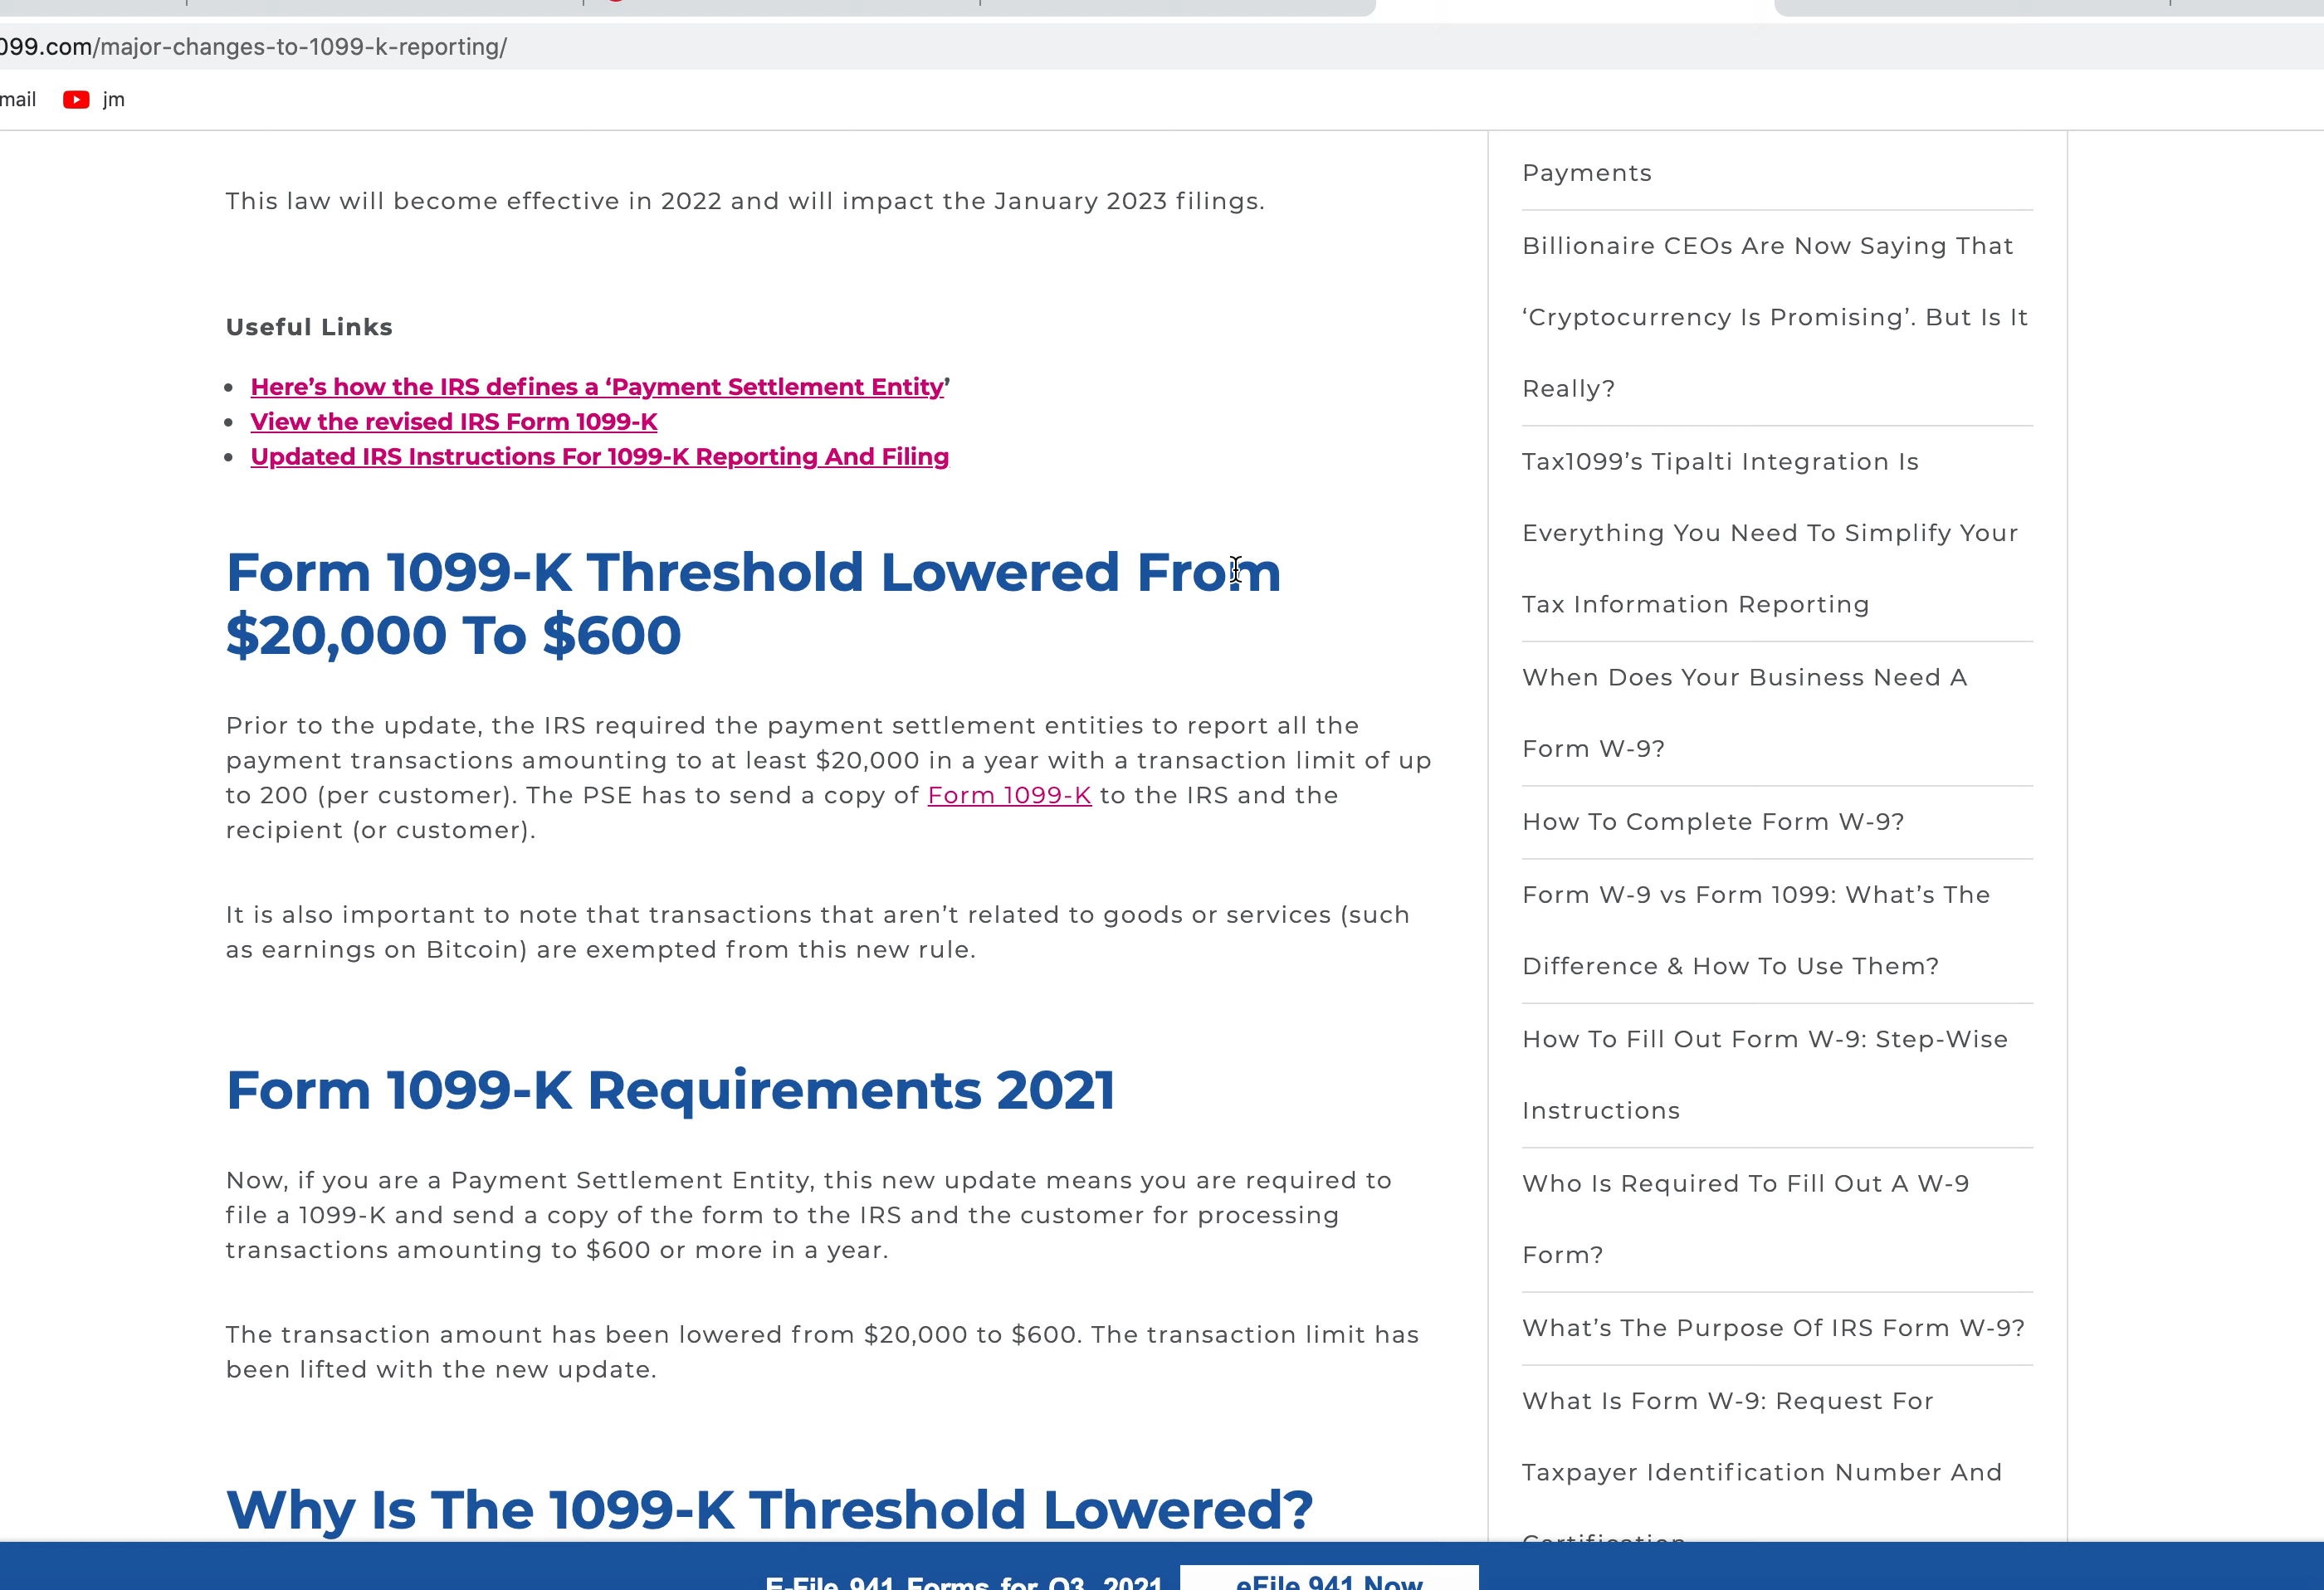 099.com/major-changes-to-1099-k-reporting/
mail jm
This law will become effective in 2022 and will impact the January 2023 filings.
Useful Links
• Here’s how the IRS defines a ‘Payment Settlement Entity’
• View the revised IRS Form 1099-K
• Updated IRS Instructions For 1099-K Reporting And Filing
Form 1099-K Threshold Lowered From
$20,000 To $600
Prior to the update, the IRS required the payment settlement entities to report all the
payment transactions amounting to at least $20,000 in a year with a transaction limit of up
to 200 (per customer). The PSE has to send a copy of Form 1099-K to the IRS and the
recipient (or customer).
It is also important to note that transactions that aren’t related to goods or services (such
as earnings on Bitcoin) are exempted from this new rule.
Form 1099-K Requirements 2021
Now, if you are a Payment Settlement Entity, this new update means you are required to
file a 1099-K and send a copy of the form to the IRS and the customer for processing
transactions amounting to $600 or more in a year.
The transaction amount has been lowered from $20,000 to $600. The transaction limit has
been lifted with the new update.
Why Is The 1099-K Threshold Lowered?
Payments
Billionaire CEOs Are Now Saying That
‘Cryptocurrency Is Promising’. But Is It
Really?
Tax1099’s Tipalti Integration Is
Everything You Need To Simplify Your
Tax Information Reporting
When Does Your Business Need A
Form W-9?
How To Complete Form W-9?
Form W-9 vs Form 1099: What’s The
Difference & How To Use Them?
How To Fill Out Form W-9: Step-Wise
Instructions
Who Is Required To Fill Out A W-9
Form?
What’s The Purpose Of IRS Form W-9?
What Is Form W-9: Request For
Taxpayer Identification Number And
Certification
E-File 941 Forms for Q3, 2021 eFile 941 Now